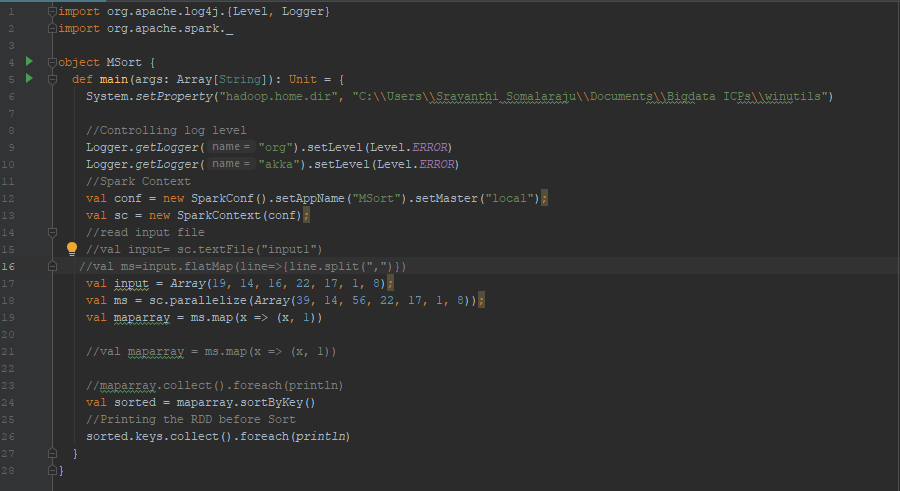 1 import org.apache.log4j.{Level, Logger}
2 import org.apache.spark._
3
4 object MSort {
5 def main(args: Array[String]): Unit = {
6 System.setProperty("hadoop.home.dir", "C:\\Users\\Sravanthi Somalaraju\\Documents\\Bigdata ICPs\\winutils")
7
8 //Controlling log level
9 Logger.getLogger( name = "org").setLevel(Level.ERROR)
10 Logger.getLogger( name = "akka").setLevel(Level.ERROR)
11 //Spark Context
12 val conf = new SparkConf().setAppName("MSort").setMaster("local");
13 val sc = new SparkContext(conf);
14 //read input file
15 //val input= sc.textFile("input1")
16 //val ms=input.flatMap(line=>{line.split(",")})
17 val input = Array(19, 14, 16, 22, 17, 1, 8);
18 val ms = sc.parallelize(Array(39, 14, 56, 22, 17, 1, 8));
19 val maparray = ms.map(x => (x, 1))
20
21 //val maparray = ms.map(x => (x, 1))
22
23 //maparray.collect().foreach(println)
24 val sorted = maparray.sortByKey()
25 //Printing the RDD before Sort
26 sorted.keys.collect().foreach(println)
27 }
28 }